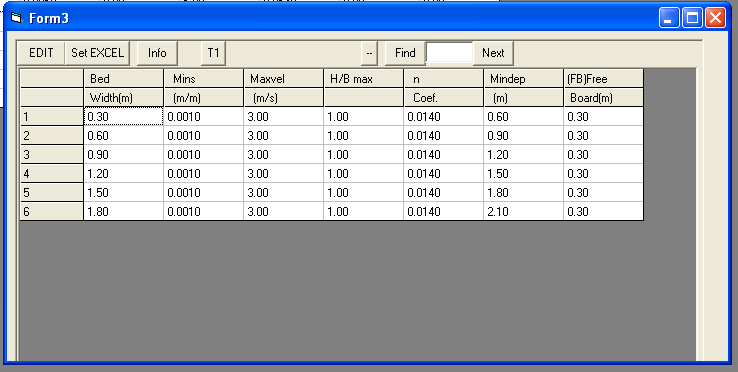 Form3
EDIT Set EXCEL Info T1 -- Find Next
Bed Mins Maxvel H/B max n Mindep (FB)Free
Width(m) (m/m) (m/s) Coef. (m) Board(m)
1 0.30 0.0010 3.00 1.00 0.0140 0.60 0.30
2 0.60 0.0010 3.00 1.00 0.0140 0.90 0.30
3 0.90 0.0010 3.00 1.00 0.0140 1.20 0.30
4 1.20 0.0010 3.00 1.00 0.0140 1.50 0.30
5 1.50 0.0010 3.00 1.00 0.0140 1.80 0.30
6 1.80 0.0010 3.00 1.00 0.0140 2.10 0.30